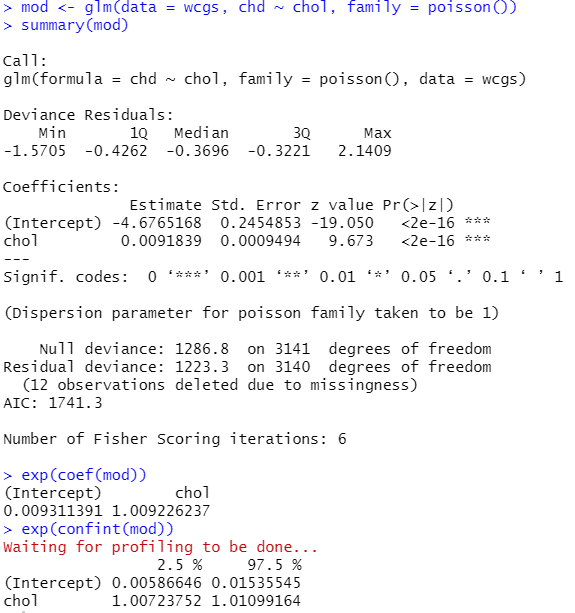 > mod <- glm(data = wcgs, chd ~ chol, family = poisson())
> summary(mod)
Call:
glm(formula = chd ~ chol, family = poisson(), data = wcgs)
Deviance Residuals:
    Min       1Q   Median       3Q      Max
-1.5705  -0.4262  -0.3696  -0.3221   2.1409
Coefficients:
              Estimate Std. Error z value Pr(>|z|)
(Intercept) -4.6765168  0.2454853 -19.050   <2e-16 ***
chol         0.0091839  0.0009494   9.673   <2e-16 ***
---
Signif. codes:  0 ‘***’ 0.001 ‘**’ 0.01 ‘*’ 0.05 ‘.’ 0.1 ‘ ’ 1
(Dispersion parameter for poisson family taken to be 1)
    Null deviance: 1286.8  on 3141  degrees of freedom
Residual deviance: 1223.3  on 3140  degrees of freedom
  (12 observations deleted due to missingness)
AIC: 1741.3
Number of Fisher Scoring iterations: 6
> exp(coef(mod))
(Intercept)        chol
0.009311391 1.009226237
> exp(confint(mod))
Waiting for profiling to be done...
                 2.5 %     97.5 %
(Intercept) 0.00586646 0.01535545
chol        1.00723752 1.01099164